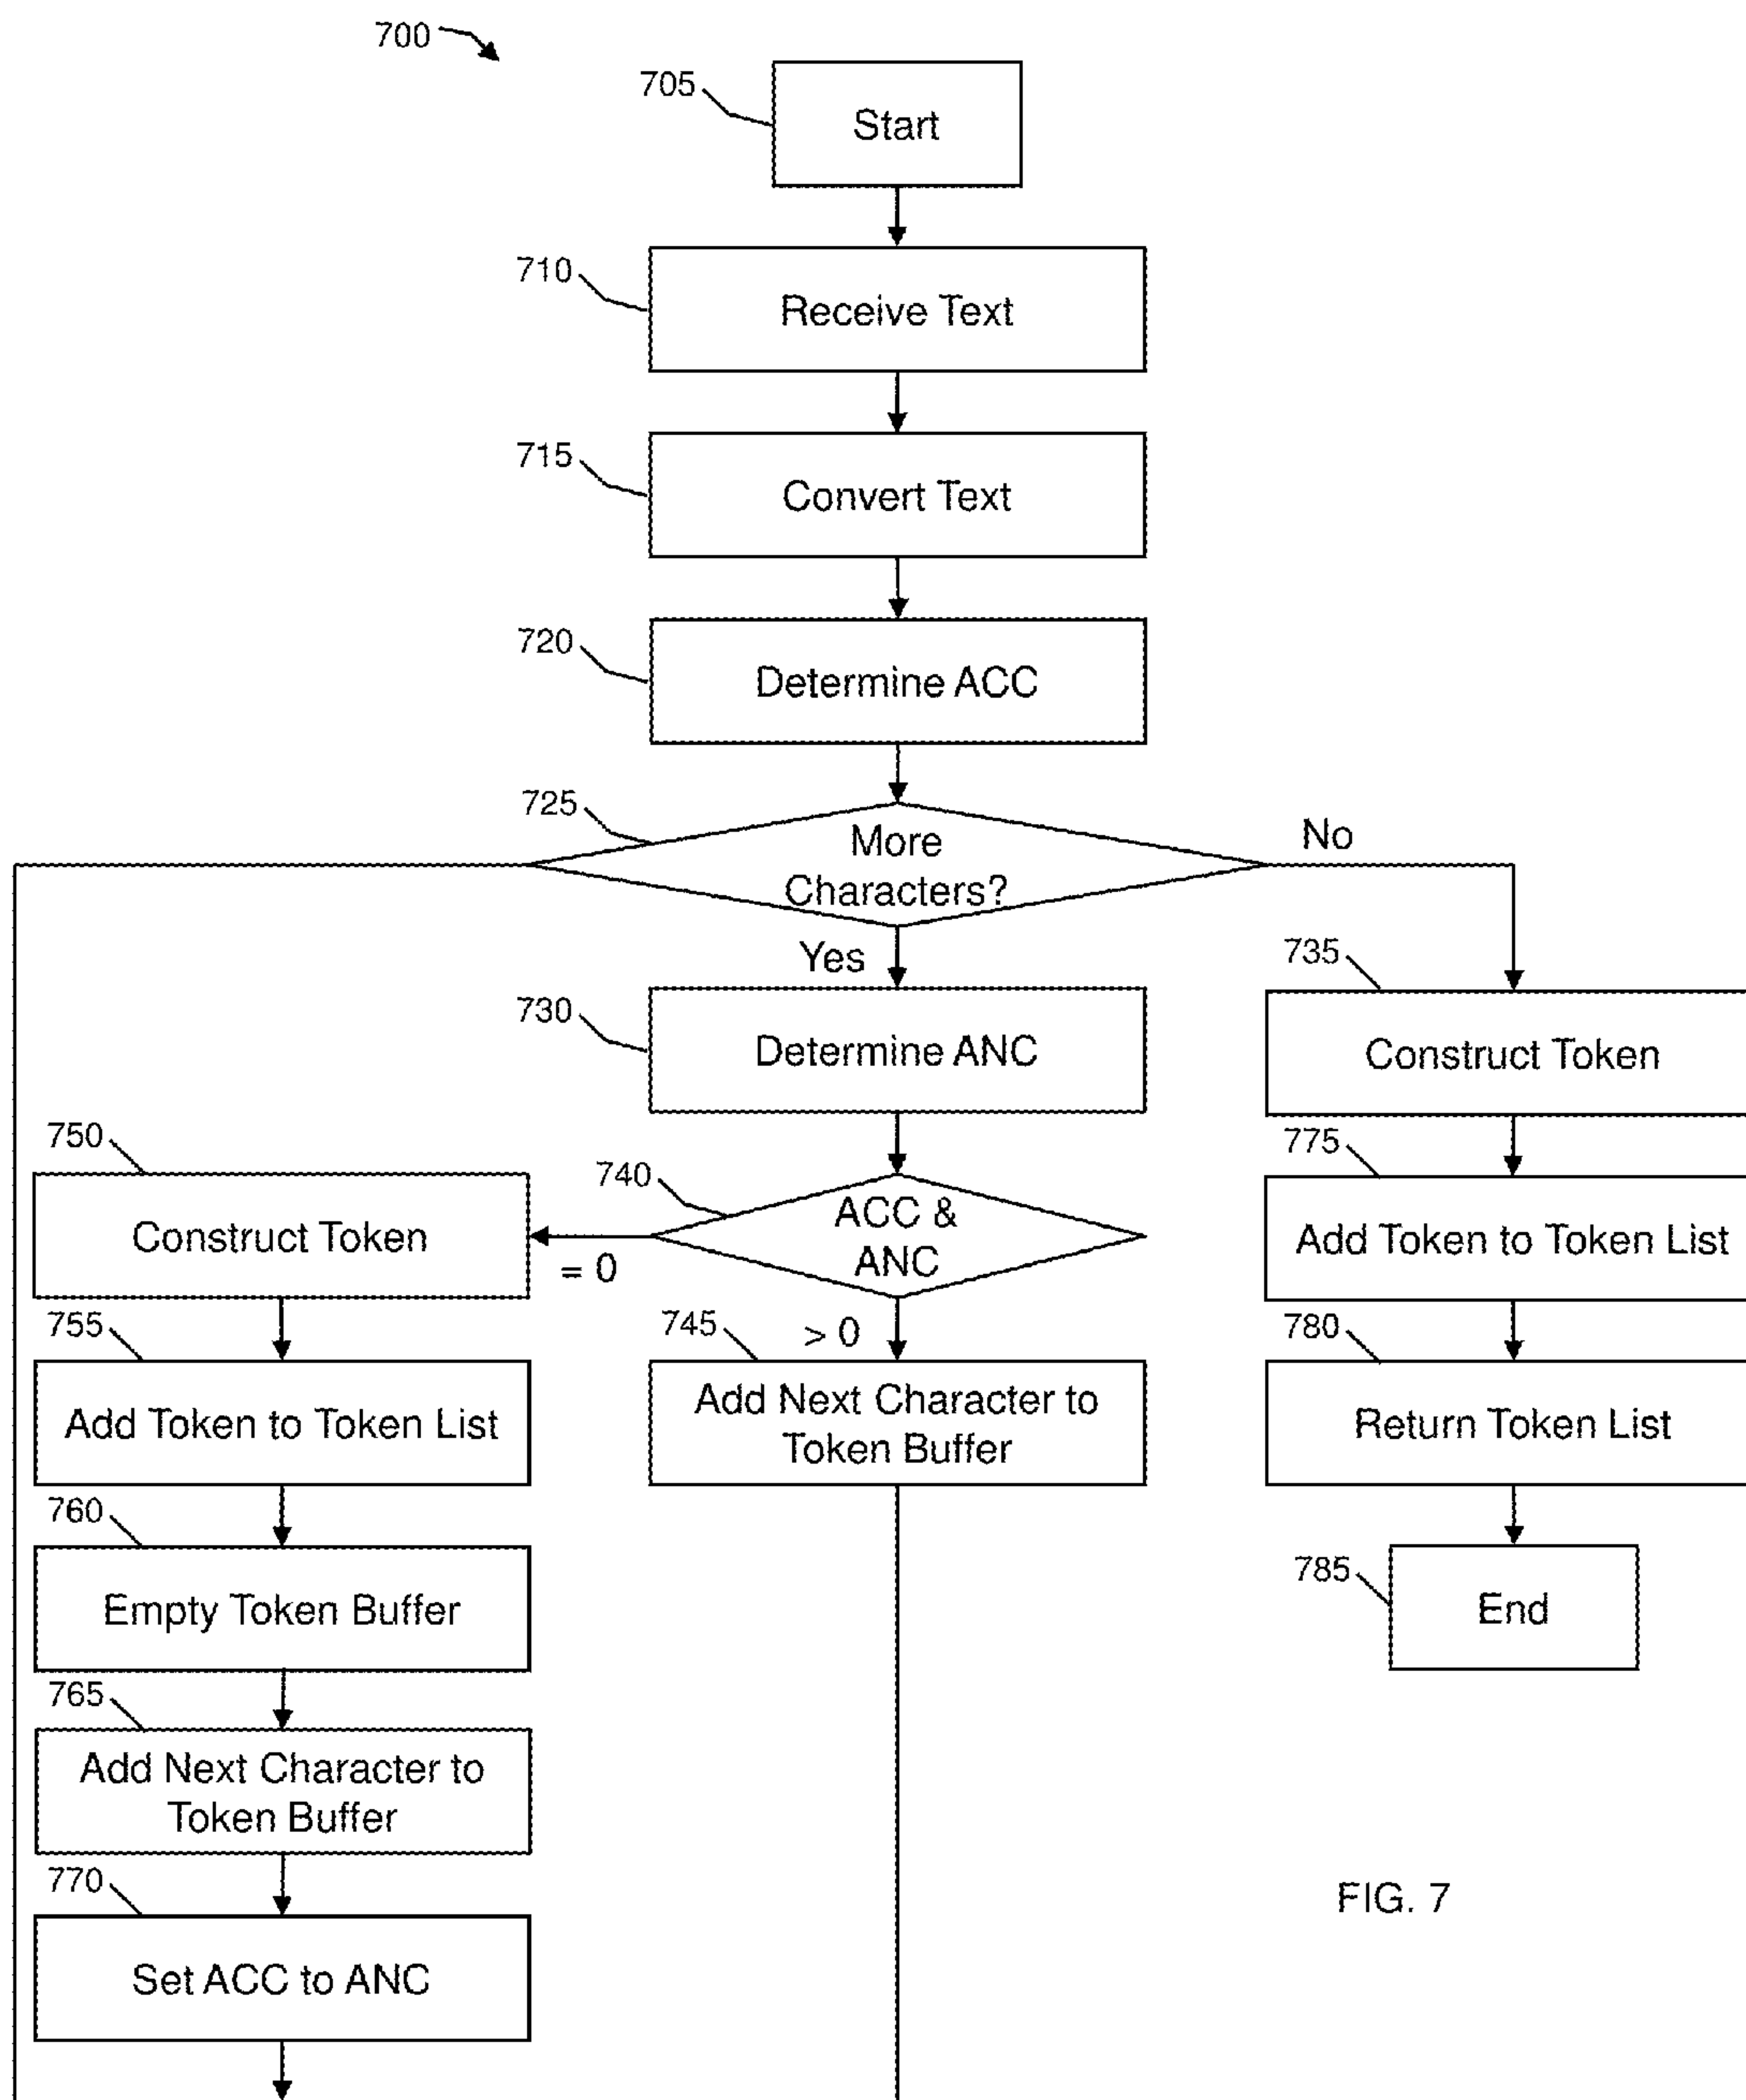 700
705
Start
710
Receive Text
715
Convert Text
720
Determine ACC
725
More
Characters?
No
Yes
730
Determine ANC
735
Construct Token
740
ACC &
ANC
= 0
> 0
750
Construct Token
775
Add Token to Token List
755
Add Token to Token List
745
Add Next Character to
Token Buffer
780
Return Token List
760
Empty Token Buffer
785
End
765
Add Next Character to
Token Buffer
770
Set ACC to ANC
FIG. 7